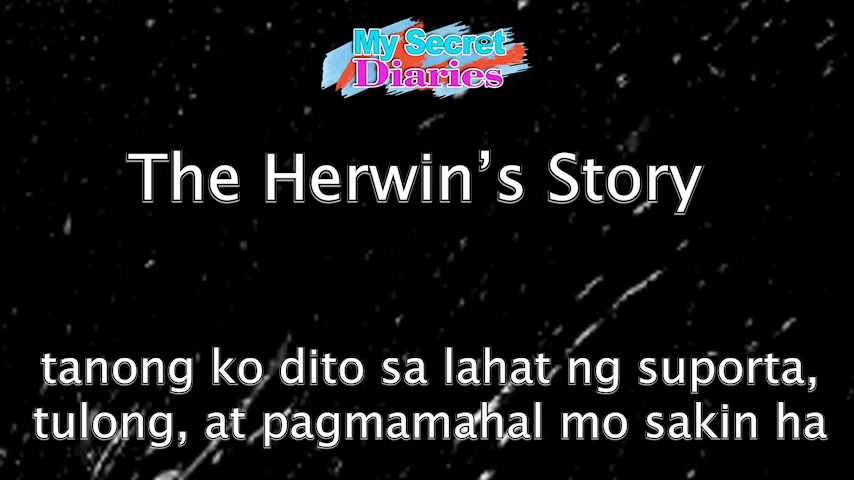 My Secret
Diaries
The Herwin's Story
tanong ko dito sa lahat ng suporta,
tulong, at pagmamahal mo sakin ha